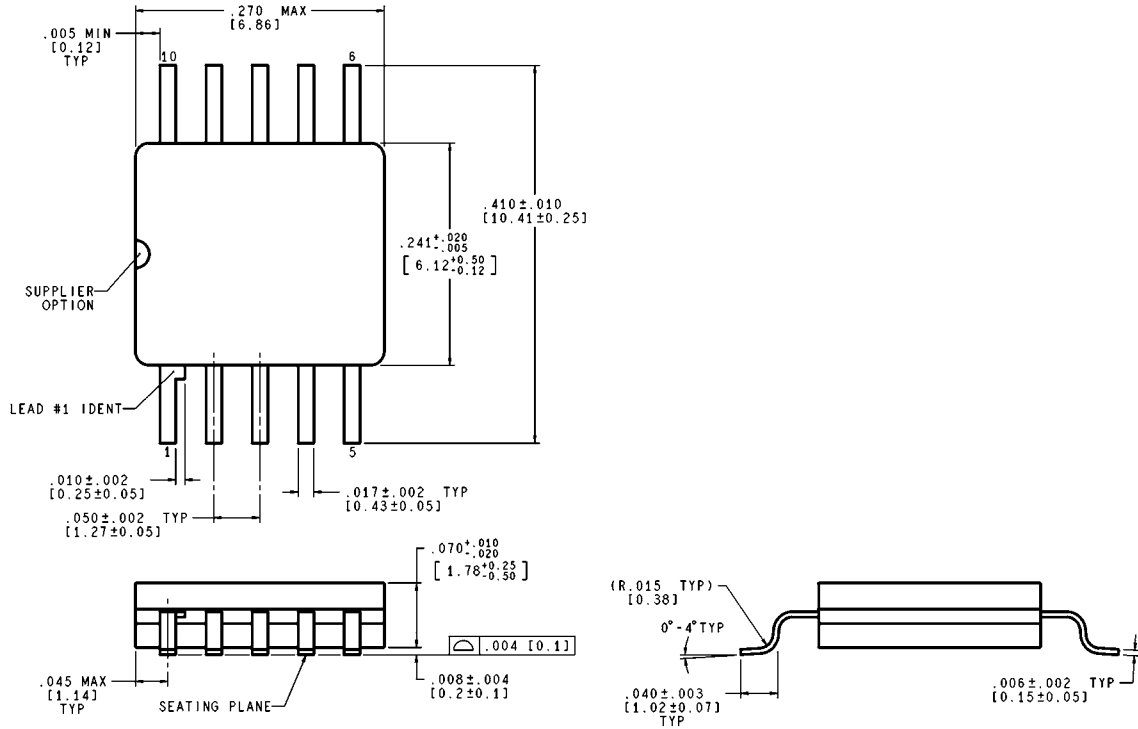 .270 MAX
[6.86]
.005 MIN
[0.12]
TYP
10
6
.410±.010
[10.41±0.25]
.241+.020
-.005
[6.12+0.50
-0.12]
SUPPLIER
OPTION
LEAD #1 IDENT
1
5
.010±.002
[0.25±0.05]
.017±.002 TYP
[0.43±0.05]
.050±.002 TYP
[1.27±0.05]
.070+.010
-.020
[1.78+0.25
-0.50]
(R.015 TYP)
[0.38]
0°-4°TYP
.004 [0.1]
.045 MAX
[1.14]
TYP
SEATING PLANE
.008±.004
[0.2±0.1]
.040±.003
[1.02±0.07]
TYP
.006±.002 TYP
[0.15±0.05]